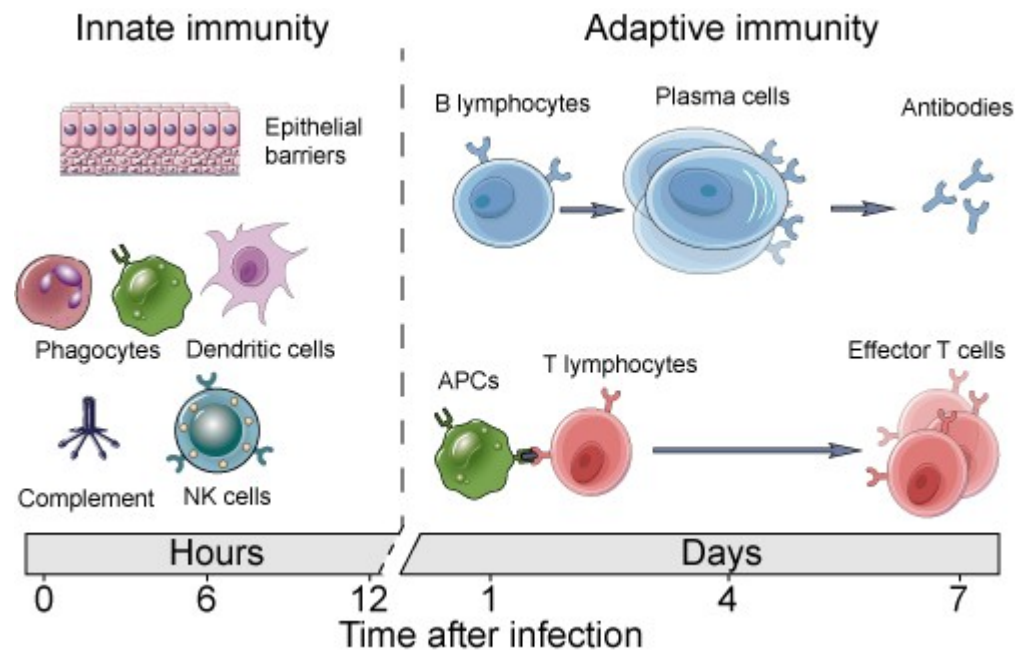 Innate immunity
Adaptive immunity
Epithelial
barriers
B lymphocytes
Plasma cells
Antibodies
Phagocytes
Dendritic cells
APCs
T lymphocytes
Effector T cells
Complement
NK cells
Hours
Days
0
6
12
1
4
7
Time after infection